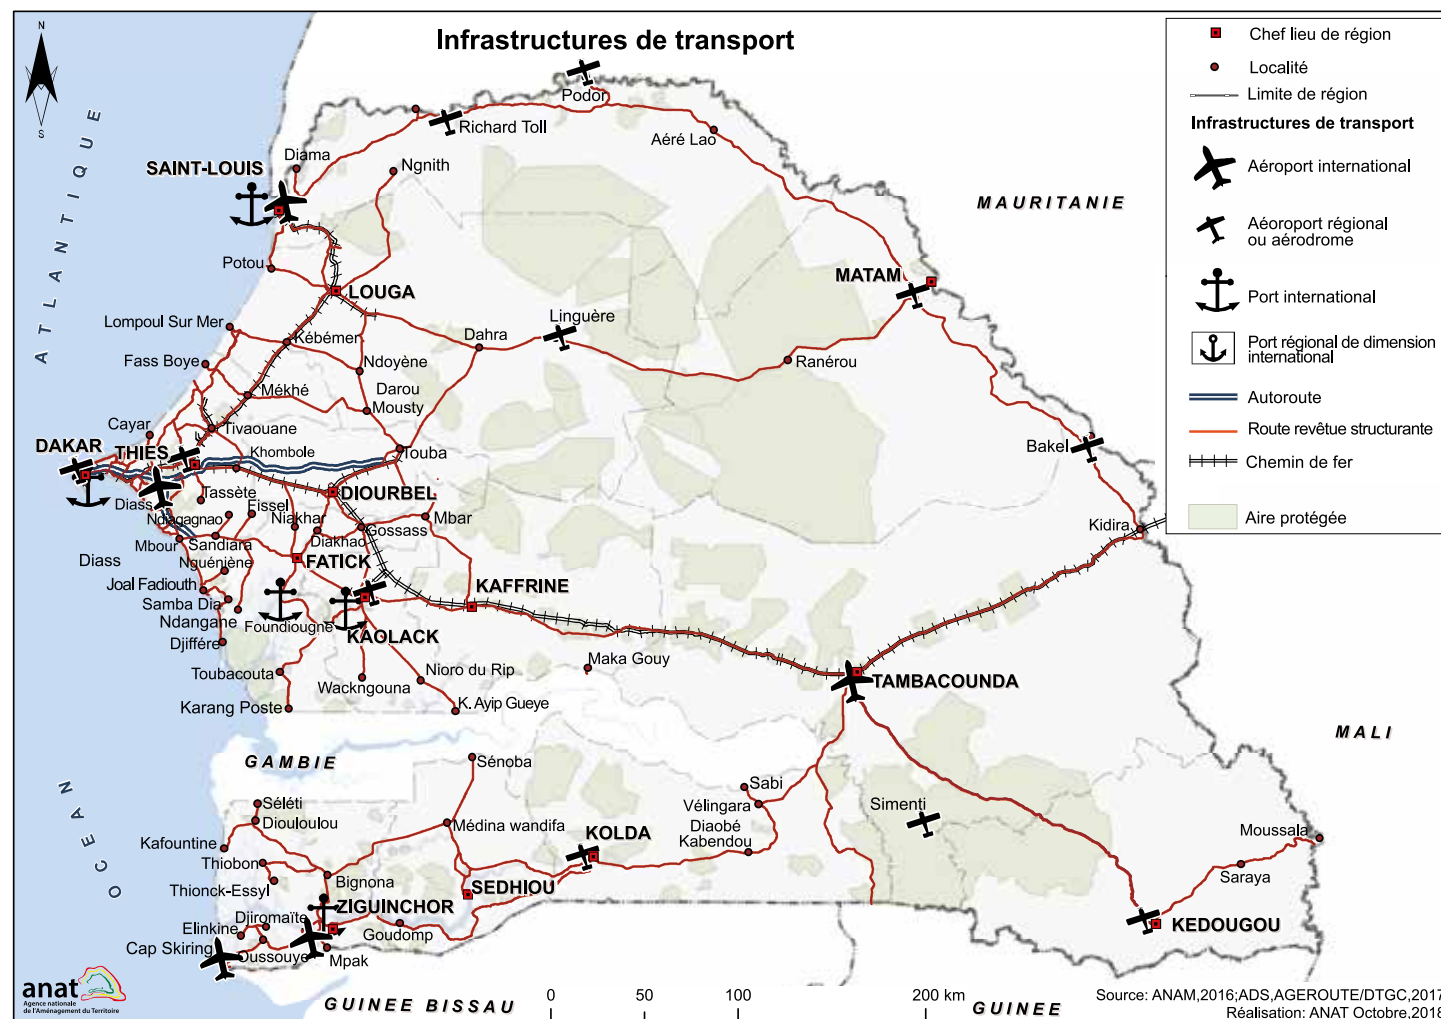 Infrastructures de transport
N
S
Chef lieu de région
Localité
Limite de région
Infrastructures de transport
Aéroport international
Aéoroport régional
ou aérodrome
Port international
Port régional de dimension
international
Autoroute
Route revêtue structurante
Chemin de fer
Aire protégée
ATLANTIQUE
OCEAN
MAURITANIE
MALI
GAMBIE
GUINEE BISSAU
GUINEE
Podor
Richard Toll
Aéré Lao
Diama
Ngnith
SAINT-LOUIS
Potou
LOUGA
MATAM
Lompoul Sur Mer
Kébémer
Dahra
Linguère
Ranérou
Fass Boye
Ndoyène
Mékhé
Darou
Mousty
Cayar
Tivaouane
Bakel
DAKAR
THIES
Khombole
Touba
Diass
Tassète
DIOURBEL
Ndiagagnao
Fissel
Niakhar
Mbar
Gossass
Kidira
Mbour
Sandiara
Diakhao
Diass
Nguéniène
FATICK
Joal Fadiouth
KAFFRINE
Samba Dia
Ndangane
Foundiougne
KAOLACK
Djiffére
Toubacouta
Nioro du Rip
Maka Gouy
Wackngouna
TAMBACOUNDA
Karang Poste
K. Ayip Gueye
Sénoba
Sabi
Séléti
Vélingara
Simenti
Diouloulou
Médina wandifa
KOLDA
Diaobé
Kabendou
Moussala
Kafountine
Thiobon
Saraya
Thionck-Essyl
Bignona
SEDHIOU
ZIGUINCHOR
Djiromaïte
Elinkine
Goudomp
KEDOUGOU
Cap Skiring
Oussouye
Mpak
anat
Agence nationale
de l'Aménagement du Territoire
0 50 100 200 km
Source: ANAM,2016;ADS,AGEROUTE/DTGC,2017
Réalisation: ANAT Octobre,2018